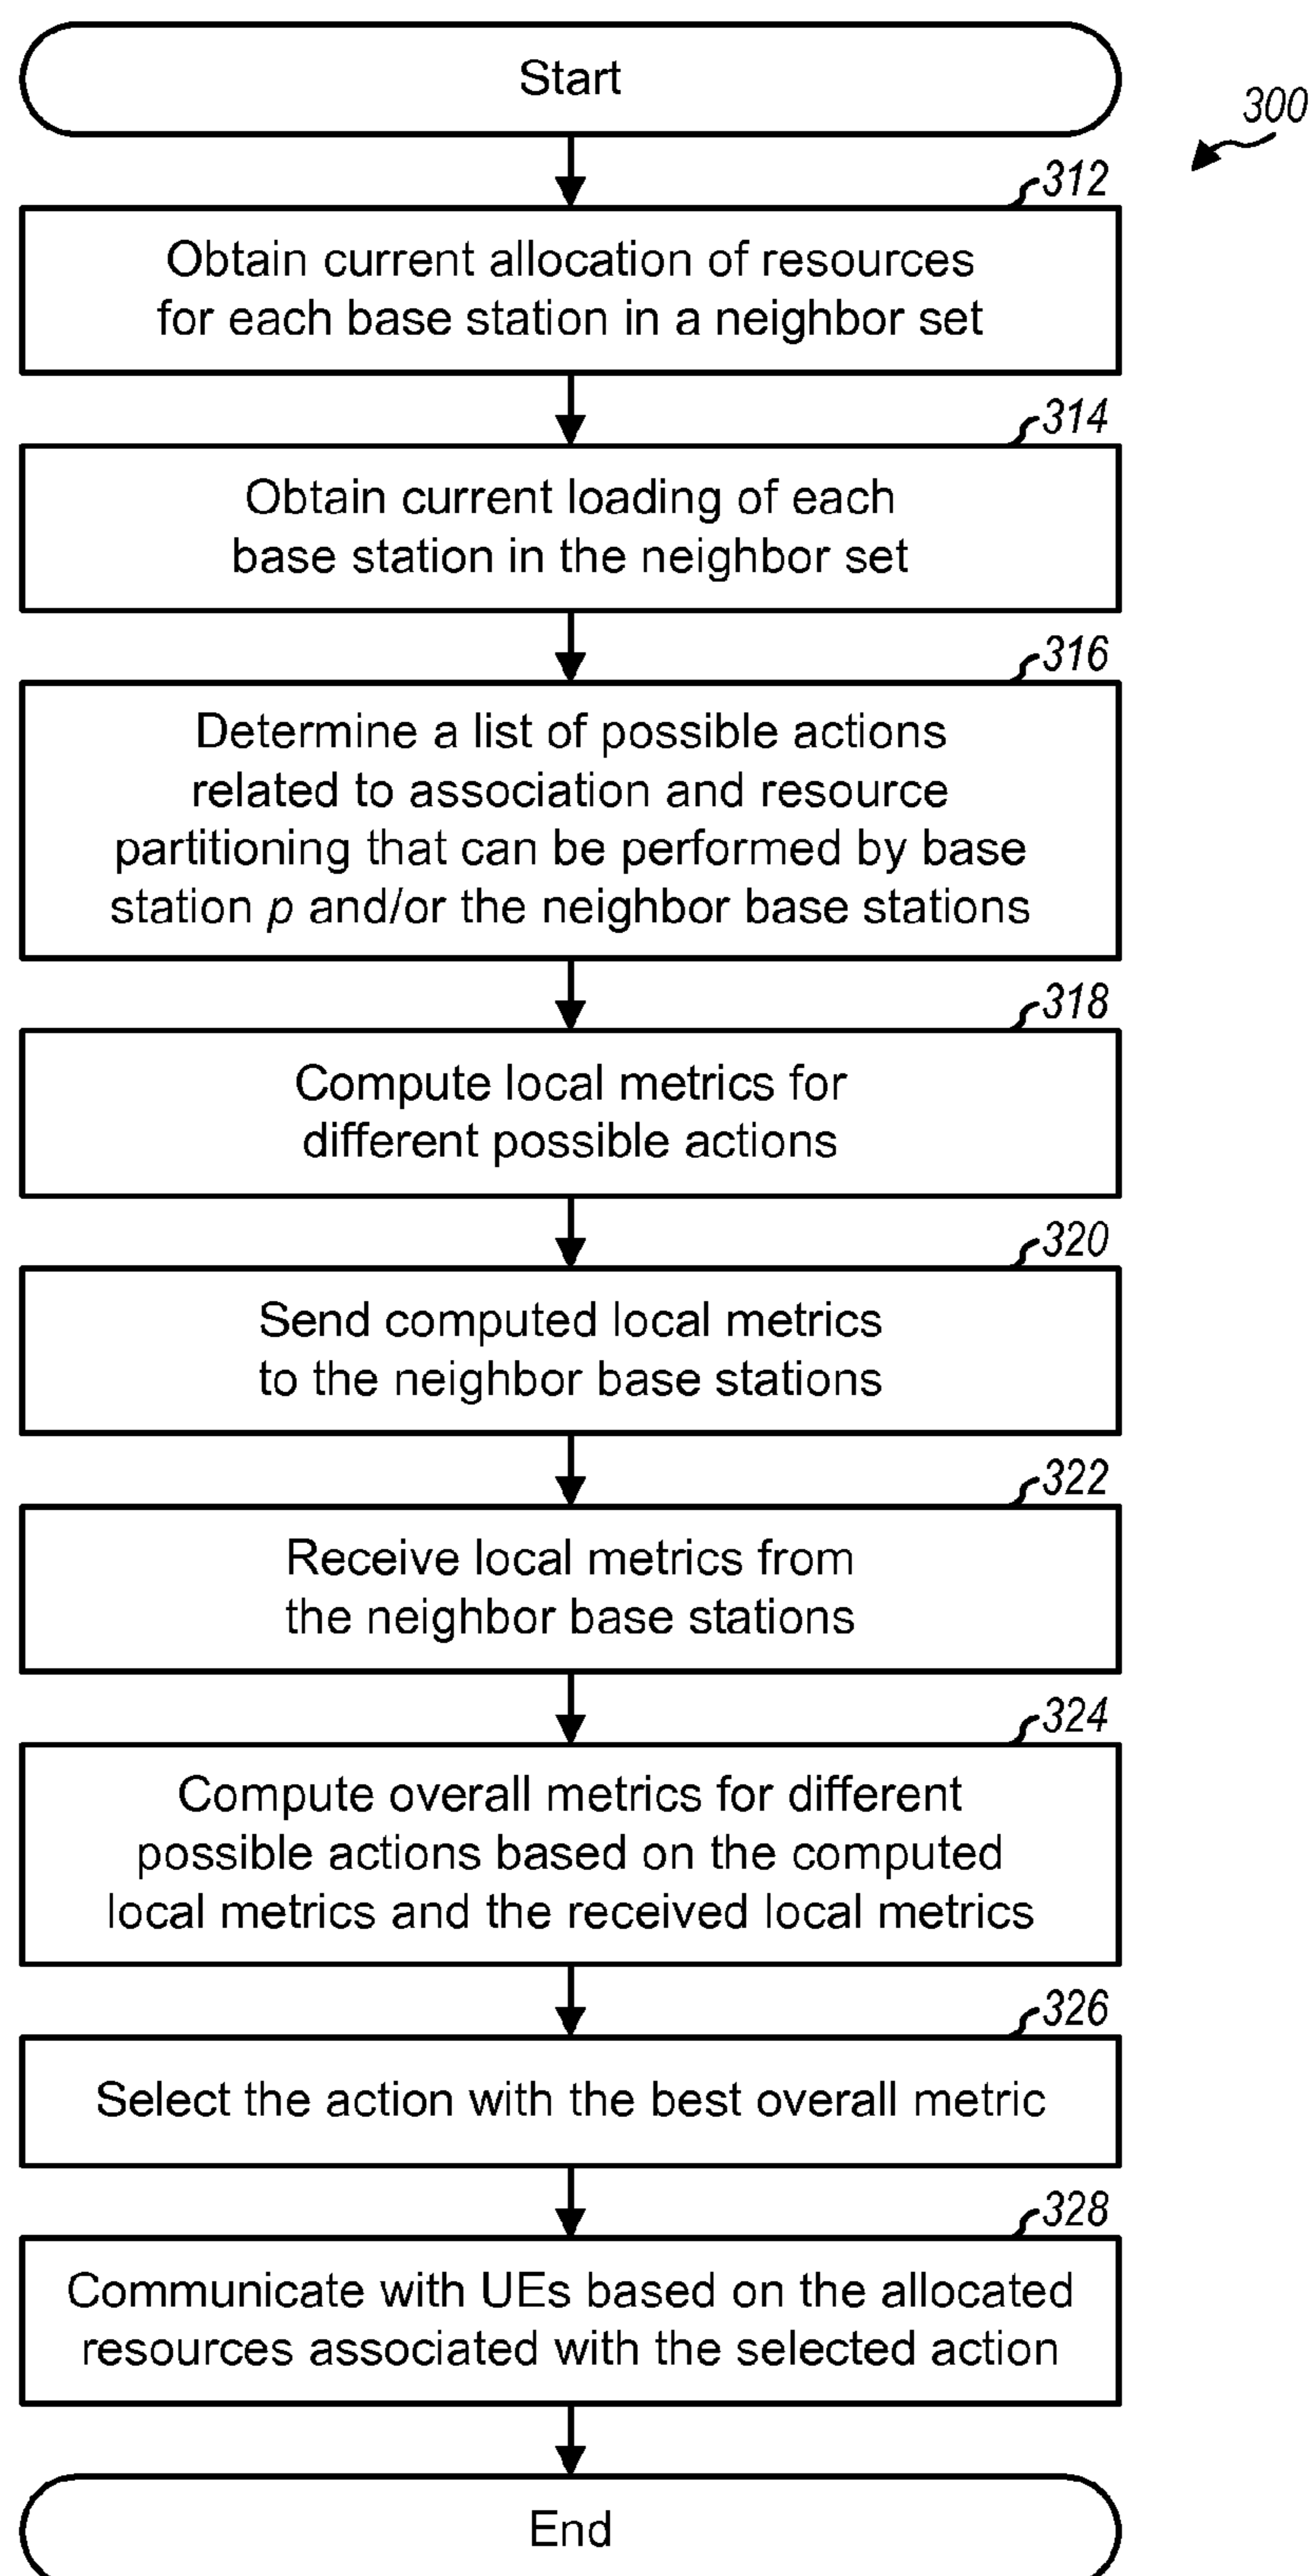 Start
300
312
Obtain current allocation of resources
for each base station in a neighbor set
314
Obtain current loading of each
base station in the neighbor set
316
Determine a list of possible actions
related to association and resource
partitioning that can be performed by base
station p and/or the neighbor base stations
318
Compute local metrics for
different possible actions
320
Send computed local metrics
to the neighbor base stations
322
Receive local metrics from
the neighbor base stations
324
Compute overall metrics for different
possible actions based on the computed
local metrics and the received local metrics
326
Select the action with the best overall metric
328
Communicate with UEs based on the allocated
resources associated with the selected action
End